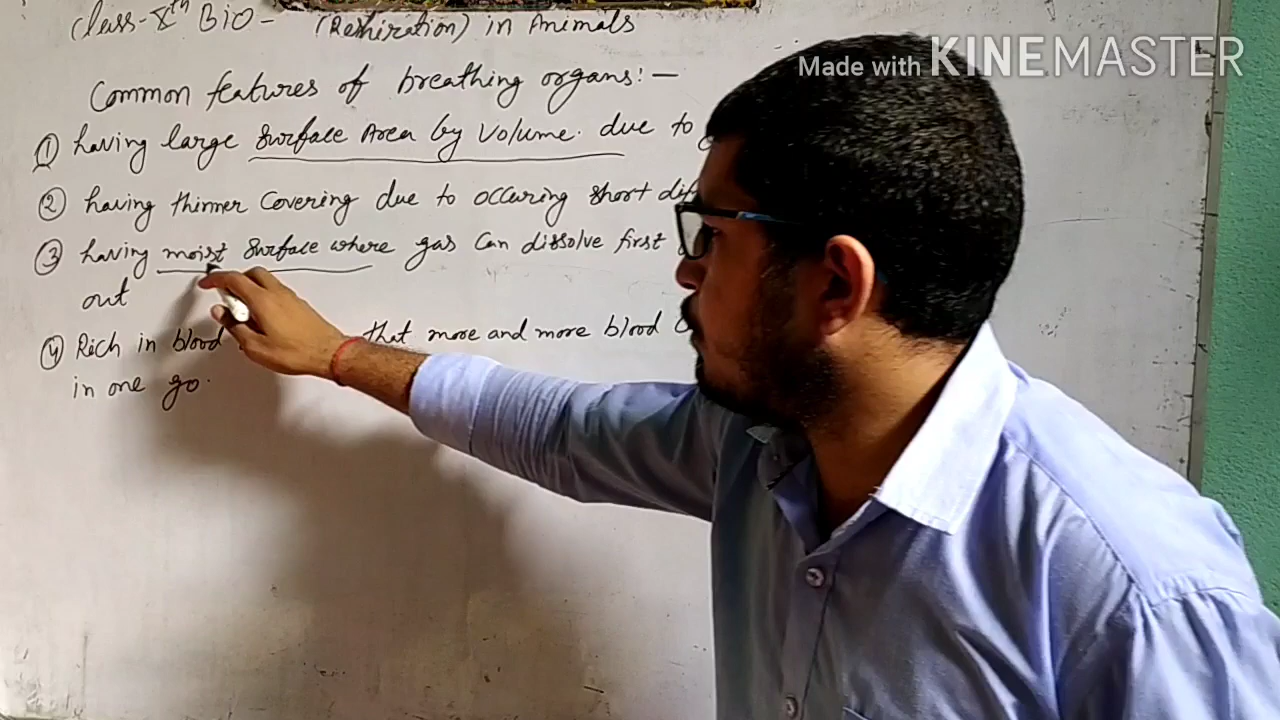 Class-Xth BIO- (Respiration) in Animals
Made with KINEMASTER
Common features of breathing organs:-
① having large surface Area by Volume. due to
② having thinner covering due to occuring short dif
③ having moist surface where gas can dissolve first
out
④ Rich in blood that more and more blood
in one go.